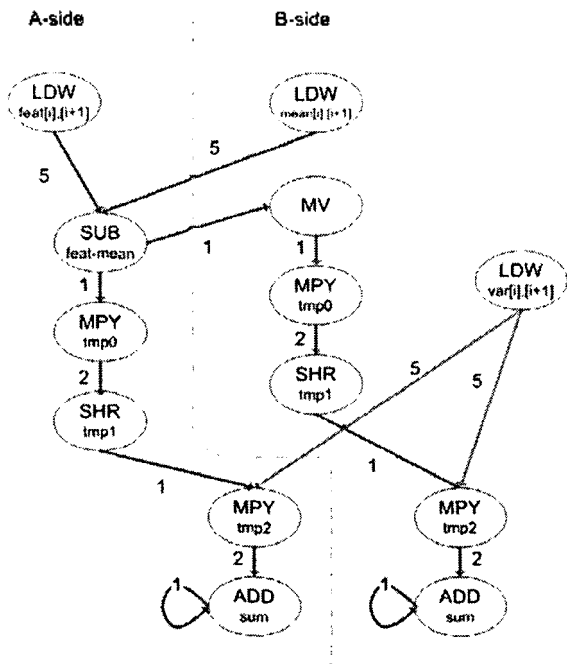 A-side
B-side
LDW
feat[i],[i+1]
LDW
mean[i] [i+1]
5
5
SUB
feat-mean
1
MV
1
1
MPY
tmp0
MPY
tmp0
LDW
var[i],[i+1]
2
2
SHR
tmp1
SHR
tmp1
5
5
1
1
MPY
tmp2
MPY
tmp2
2
2
1
ADD
sum
1
ADD
sum